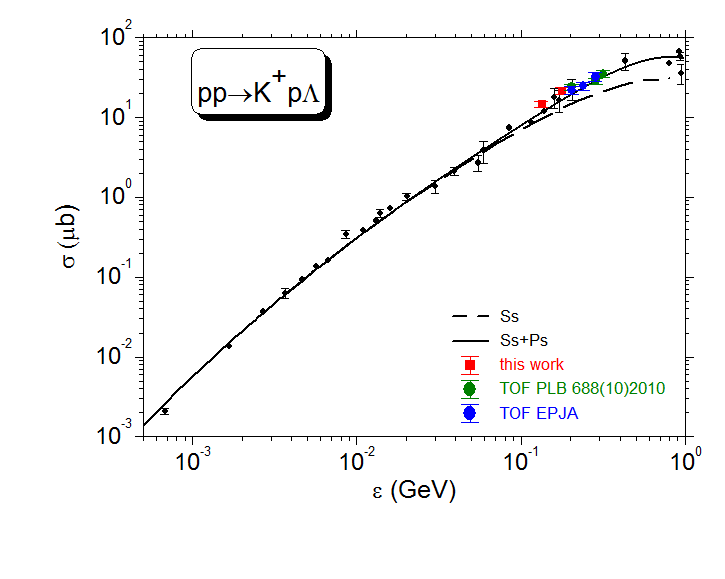 10²
pp→K⁺pΛ
10¹
10⁰
σ (μb)
10⁻¹
Ss
Ss+Ps
10⁻²
this work
TOF PLB 688(10)2010
TOF EPJA
10⁻³
10⁻³ 10⁻² 10⁻¹ 10⁰
ε (GeV)